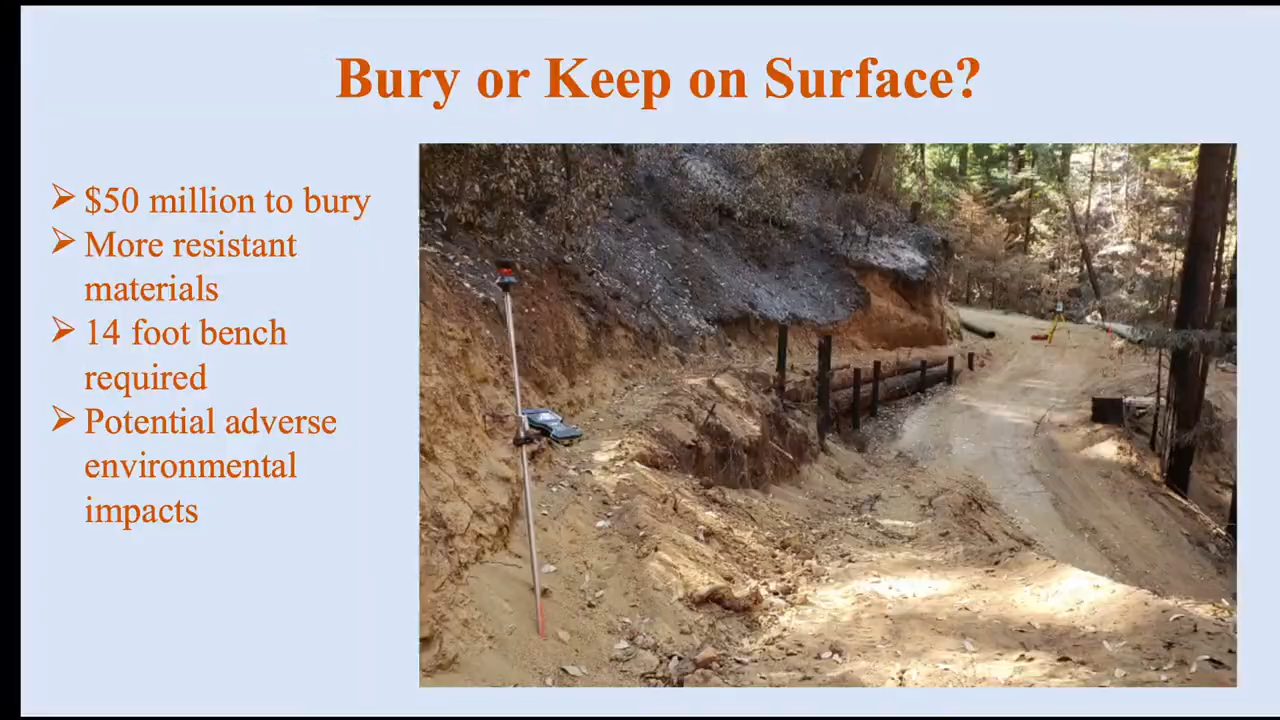 Bury or Keep on Surface?
$50 million to bury
More resistant
materials
14 foot bench
required
Potential adverse
environmental
impacts